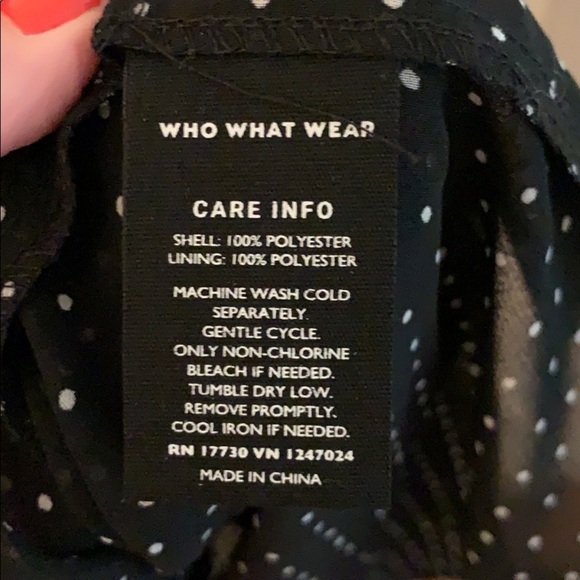 WHO WHAT WEAR
CARE INFO
SHELL: 100% POLYESTER
LINING: 100% POLYESTER
MACHINE WASH COLD
SEPARATELY.
GENTLE CYCLE.
ONLY NON-CHLORINE
BLEACH IF NEEDED.
TUMBLE DRY LOW.
REMOVE PROMPTLY.
COOL IRON IF NEEDED.
RN 17730 VN 1247024
MADE IN CHINA